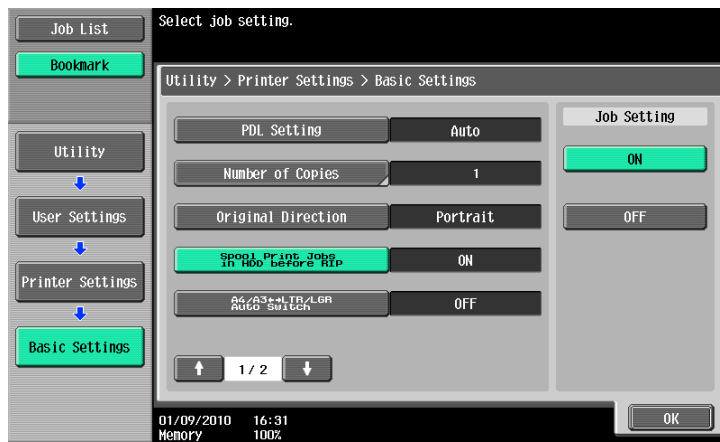 Job List
Bookmark
Utility
User Settings
Printer Settings
Basic Settings
Select job setting.
Utility > Printer Settings > Basic Settings
PDL Setting
Auto
Number of Copies
1
Original Direction
Portrait
Spool Print Jobs
in HDD before RIP
ON
A4/A3↔LTR/LGR
Auto Switch
OFF
1/ 2
Job Setting
ON
OFF
01/09/2010 16:31
Memory 100%
OK